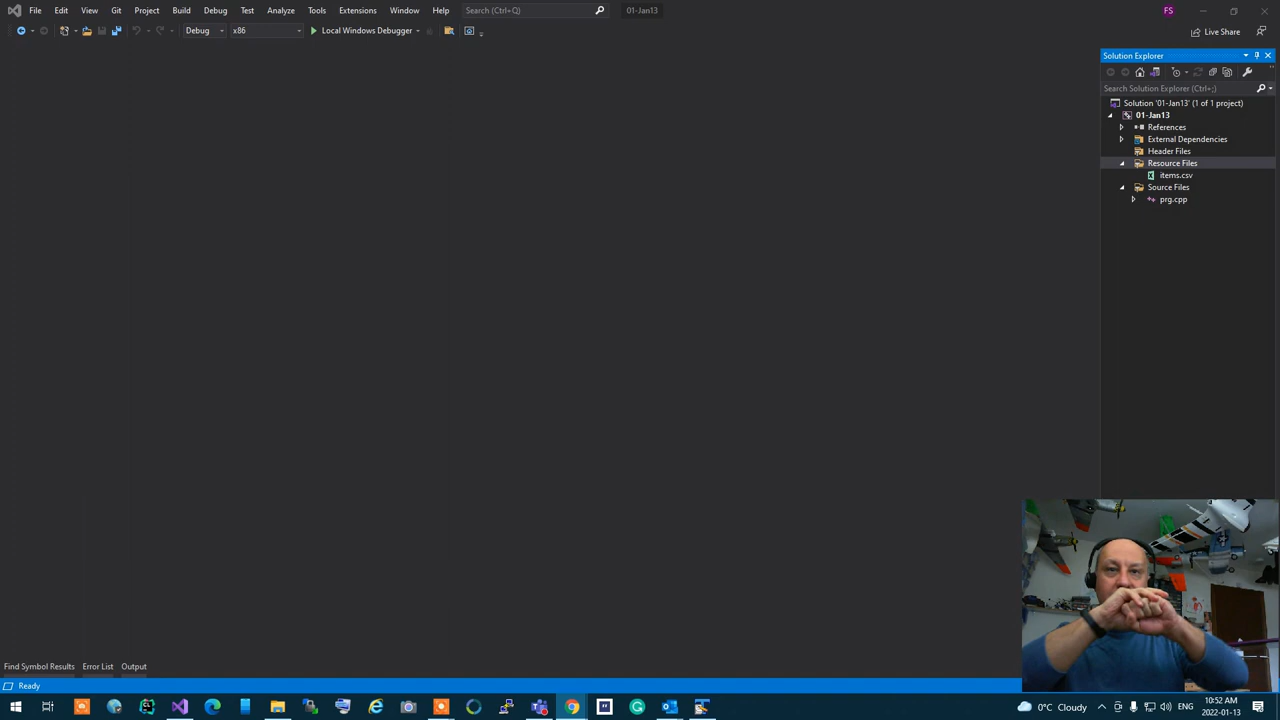 File Edit View Git Project Build Debug Test Analyze Tools Extensions Window Help Search (Ctrl+Q) 01-Jan13 FS
Debug x86 Local Windows Debugger Live Share
Solution Explorer
Search Solution Explorer (Ctrl+;)
Solution '01-Jan13' (1 of 1 project)
01-Jan13
References
External Dependencies
Header Files
Resource Files
items.csv
Source Files
prg.cpp
Find Symbol Results Error List Output
Ready
0°C Cloudy ENG 10:52 AM
2022-01-13